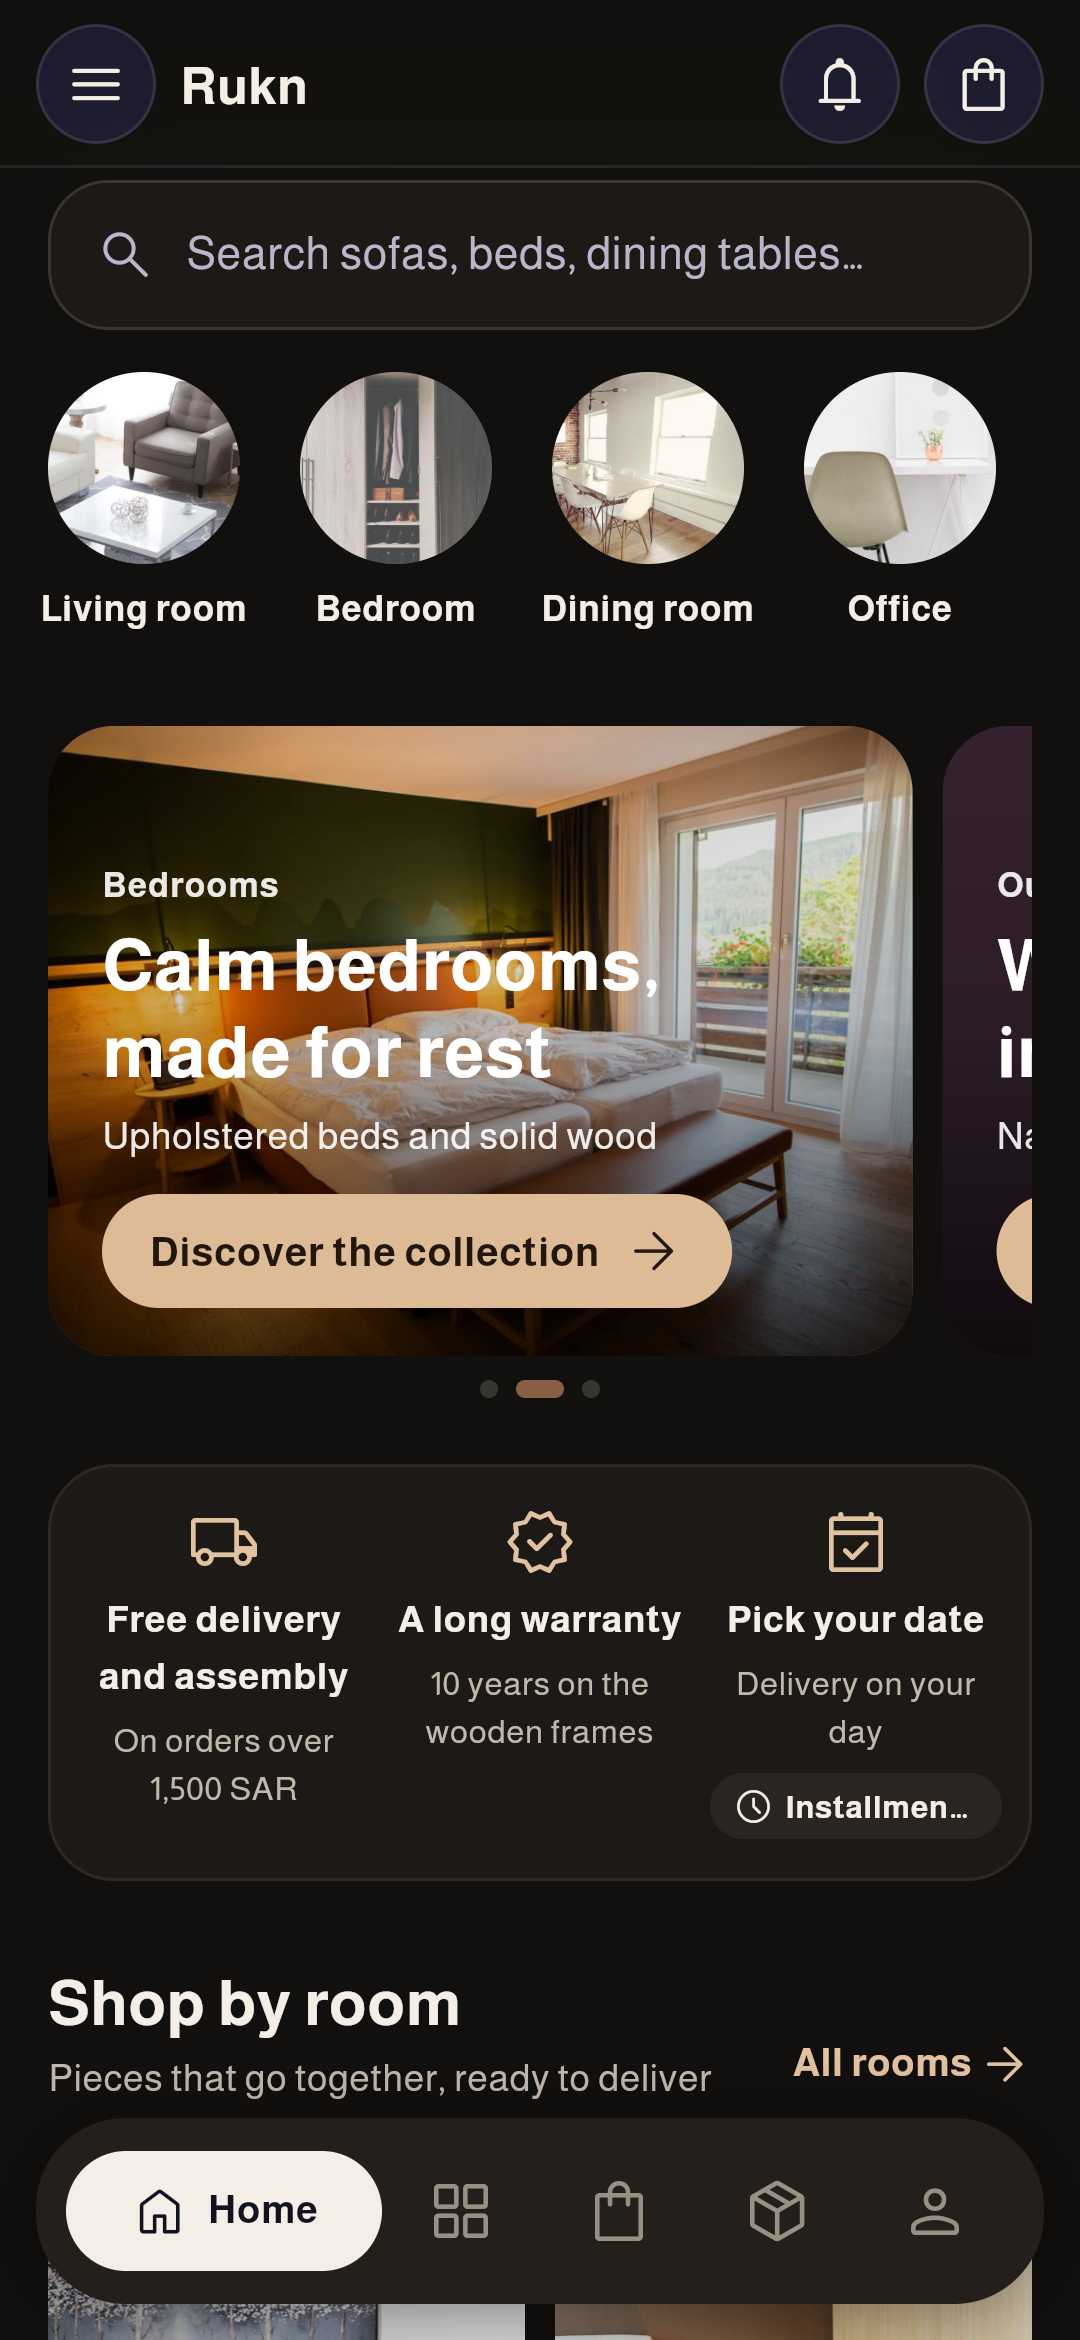 Rukn
Search sofas, beds, dining tables...
Living room
Bedroom
Dining room
Office
Bedrooms
Calm bedrooms,
made for rest
Upholstered beds and solid wood
Discover the collection
Free delivery
and assembly
On orders over
1,500 SAR
A long warranty
10 years on the
wooden frames
Pick your date
Delivery on your
day
Installmen...
Shop by room
Pieces that go together, ready to deliver
All rooms
Home